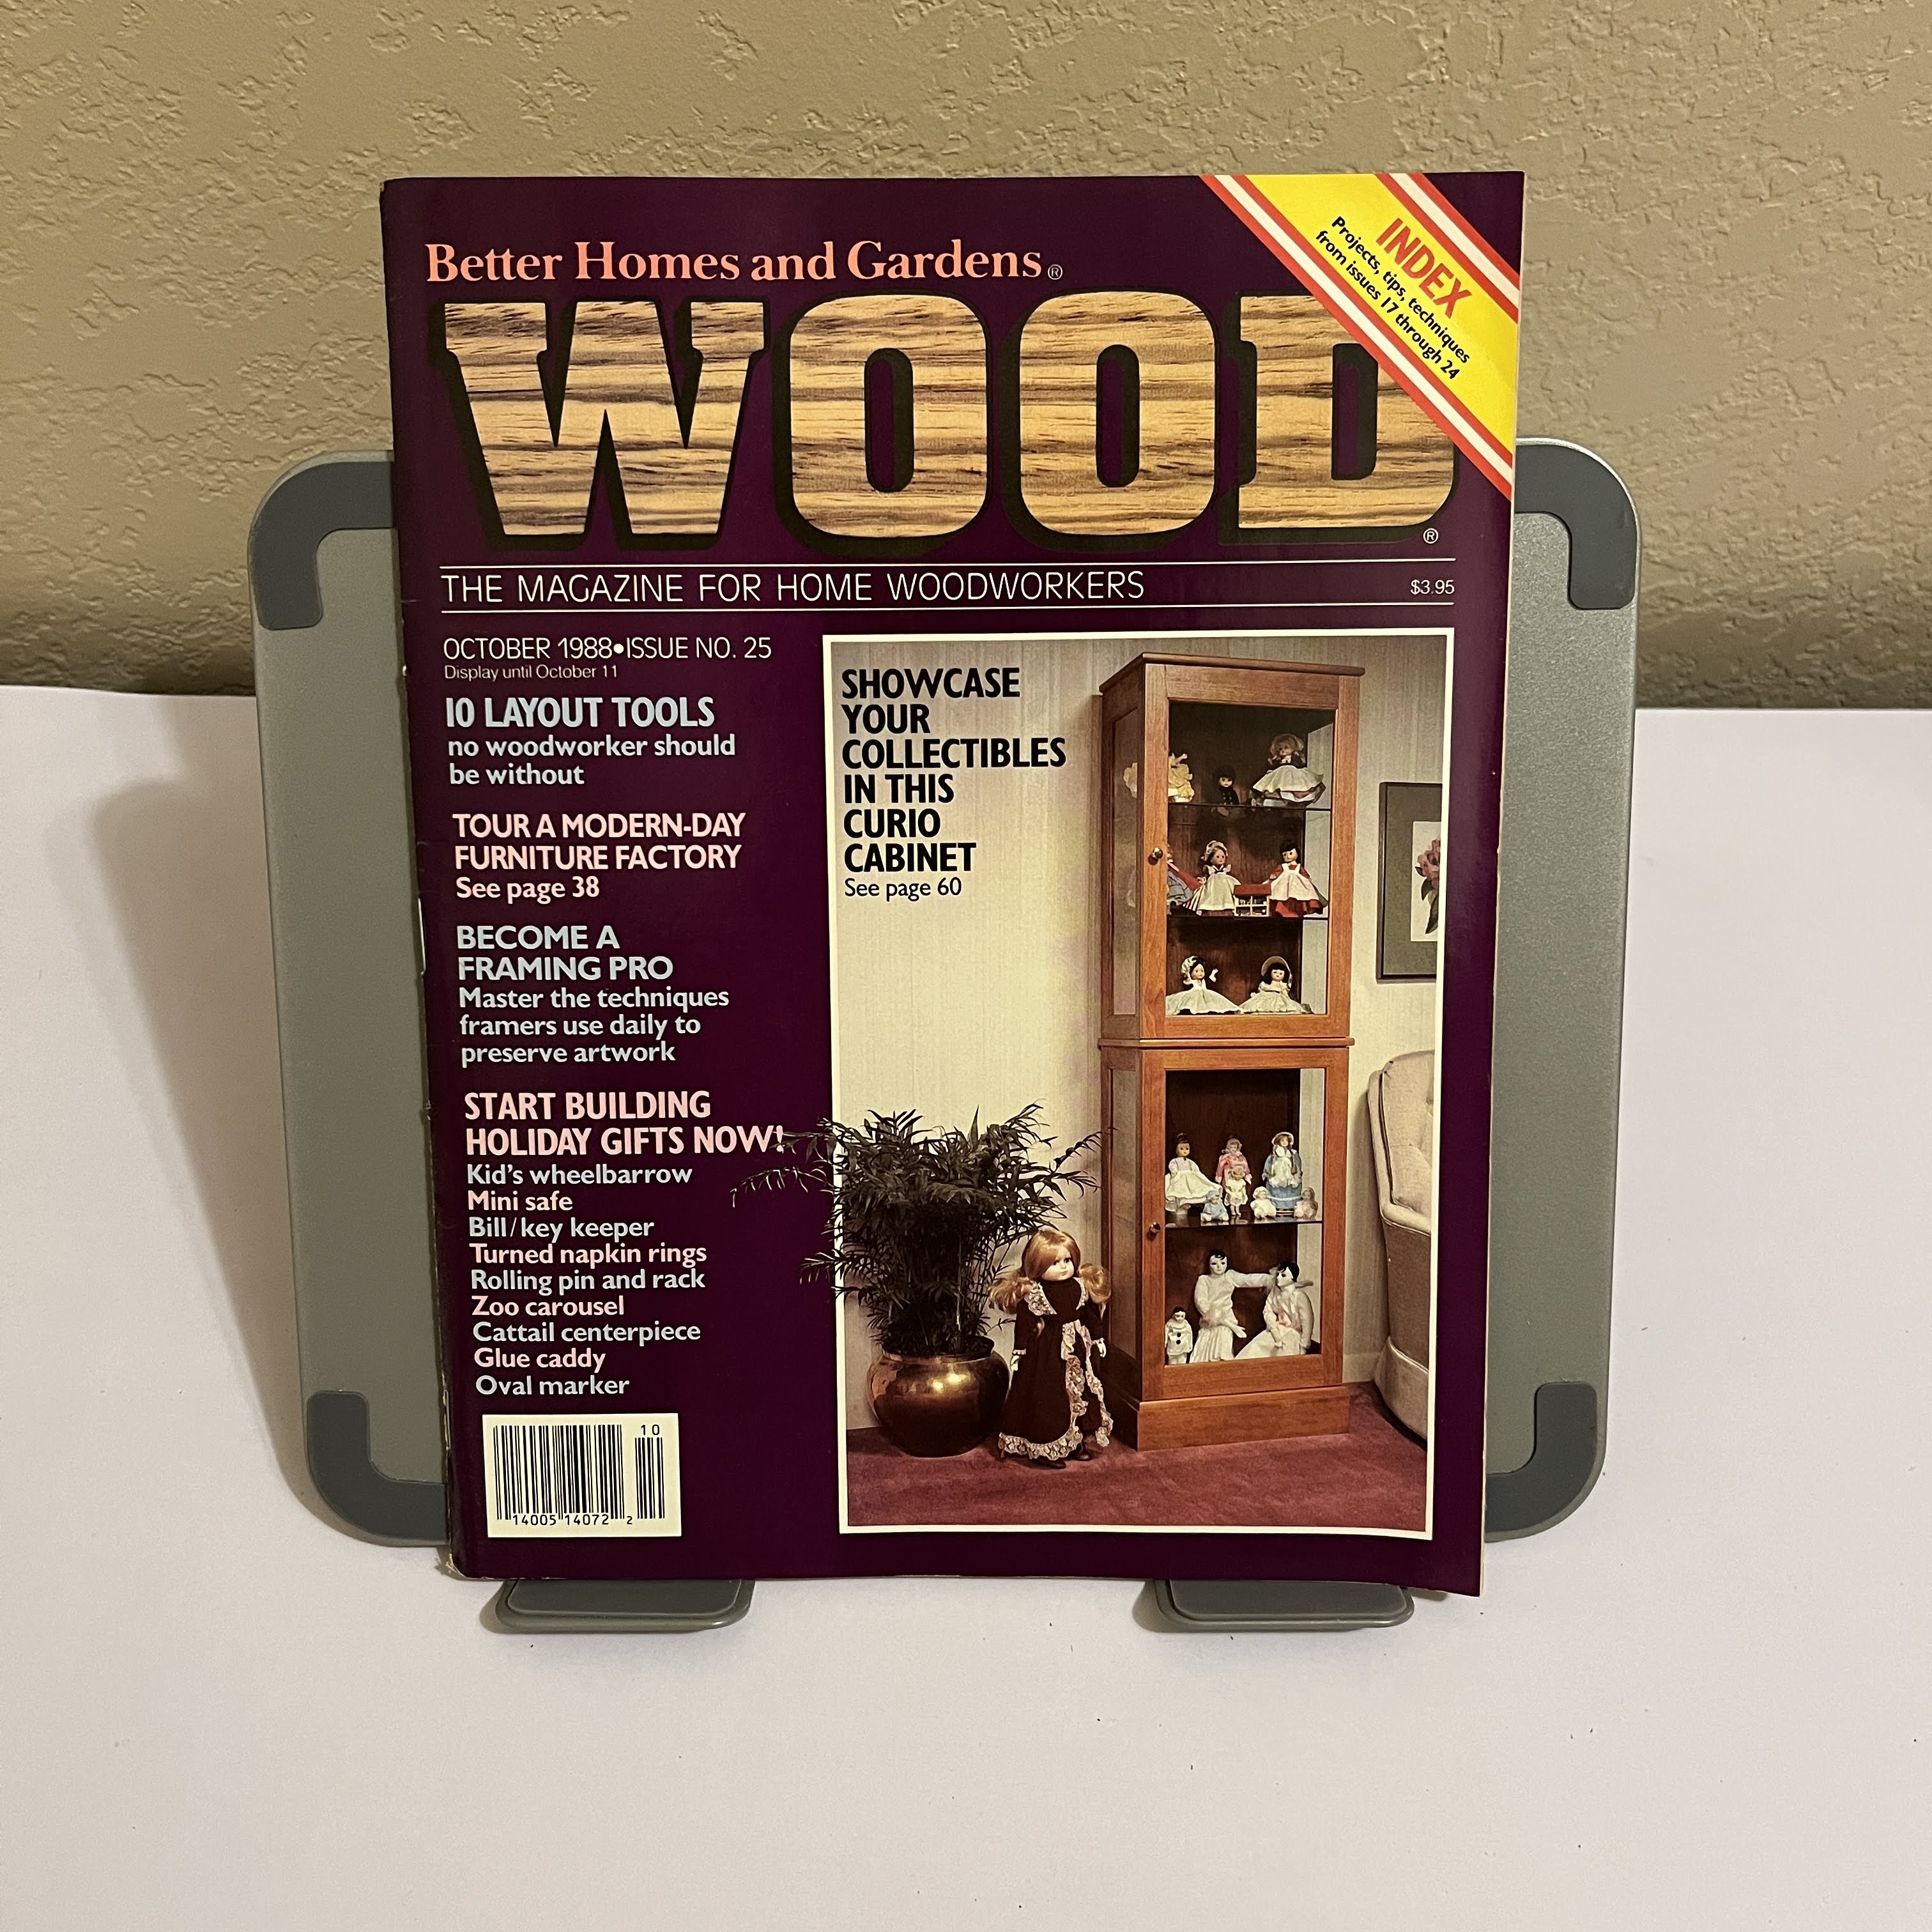 Better Homes and Gardens®
WOOD®
INDEX
Projects, tips, techniques
from issues 17 through 24
THE MAGAZINE FOR HOME WOODWORKERS
$3.95
OCTOBER 1988•ISSUE NO. 25
Display until October 11
10 LAYOUT TOOLS
no woodworker should
be without
TOUR A MODERN-DAY
FURNITURE FACTORY
See page 38
BECOME A
FRAMING PRO
Master the techniques
framers use daily to
preserve artwork
START BUILDING
HOLIDAY GIFTS NOW!
Kid's wheelbarrow
Mini safe
Bill/key keeper
Turned napkin rings
Rolling pin and rack
Zoo carousel
Cattail centerpiece
Glue caddy
Oval marker
SHOWCASE
YOUR
COLLECTIBLES
IN THIS
CURIO
CABINET
See page 60
10
14005 14072 2